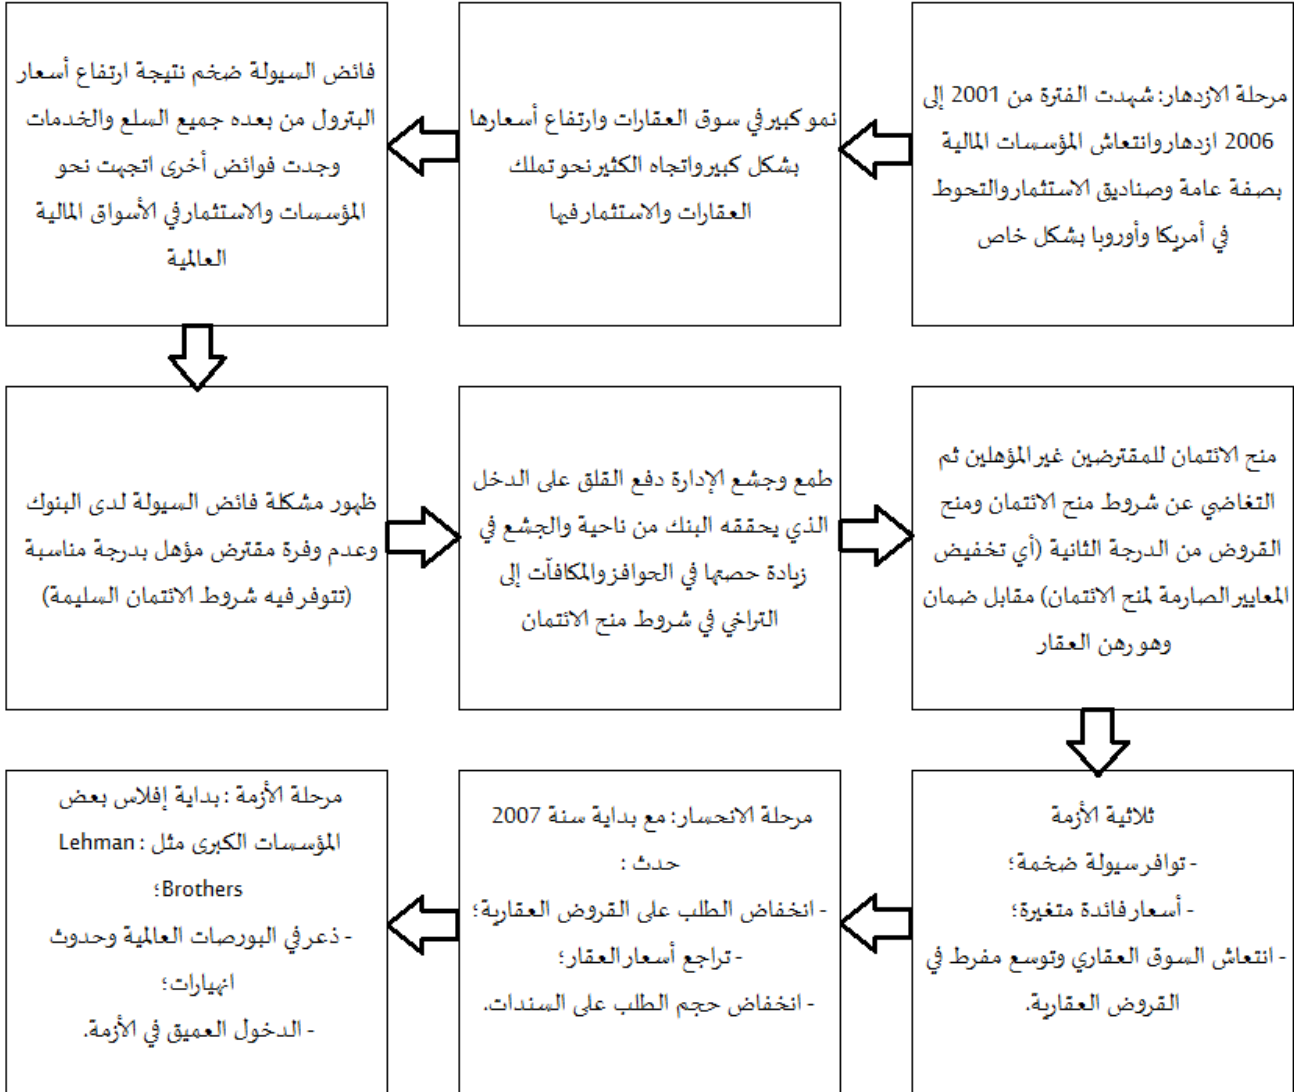 مرحلة الازدهار: شهدت الفترة من 2001 إلى
2006 ازدهار وانتعاش المؤسسات المالية
بصفة عامة وصناديق الاستثمار والتحوط
في أمريكا وأوروبا بشكل خاص
نمو كبير في سوق العقارات وارتفاع أسعارها
بشكل كبير واتجاه الكثير نحو تملك
العقارات والاستثمار فيها
فائض السيولة ضخم نتيجة ارتفاع أسعار
البترول من بعده جميع السلع والخدمات
وجدت فوائض أخرى اتجهت نحو
المؤسسات والاستثمار في الأسواق المالية
العالمية
ظهور مشكلة فائض السيولة لدى البنوك
وعدم وفرة مقترض مؤهل بدرجة مناسبة
(تتوفر فيه شروط الائتمان السليمة)
طمع وجشع الإدارة دفع القلق على الدخل
الذي يحققه البنك من ناحية والجشع في
زيادة حصتها في الحوافز والمكافآت إلى
التراخي في شروط منح الائتمان
منح الائتمان للمقترضين غير المؤهلين ثم
التغاضي عن شروط منح الائتمان ومنح
القروض من الدرجة الثانية (أي تخفيض
المعايير الصارمة لمنح الائتمان) مقابل ضمان
وهو رهن العقار
ثلاثية الأزمة
- توافر سيولة ضخمة؛
- أسعار فائدة متغيرة؛
- انتعاش السوق العقاري وتوسع مفرط في
القروض العقارية.
مرحلة الانحسار: مع بداية سنة 2007
حدث :
- انخفاض الطلب على القروض العقارية؛
- تراجع أسعار العقار؛
- انخفاض حجم الطلب على السندات.
مرحلة الأزمة : بداية إفلاس بعض
المؤسسات الكبرى مثل : Lehman
Brothers؛
- ذعر في البورصات العالمية وحدوث
انهيارات؛
- الدخول العميق في الأزمة.